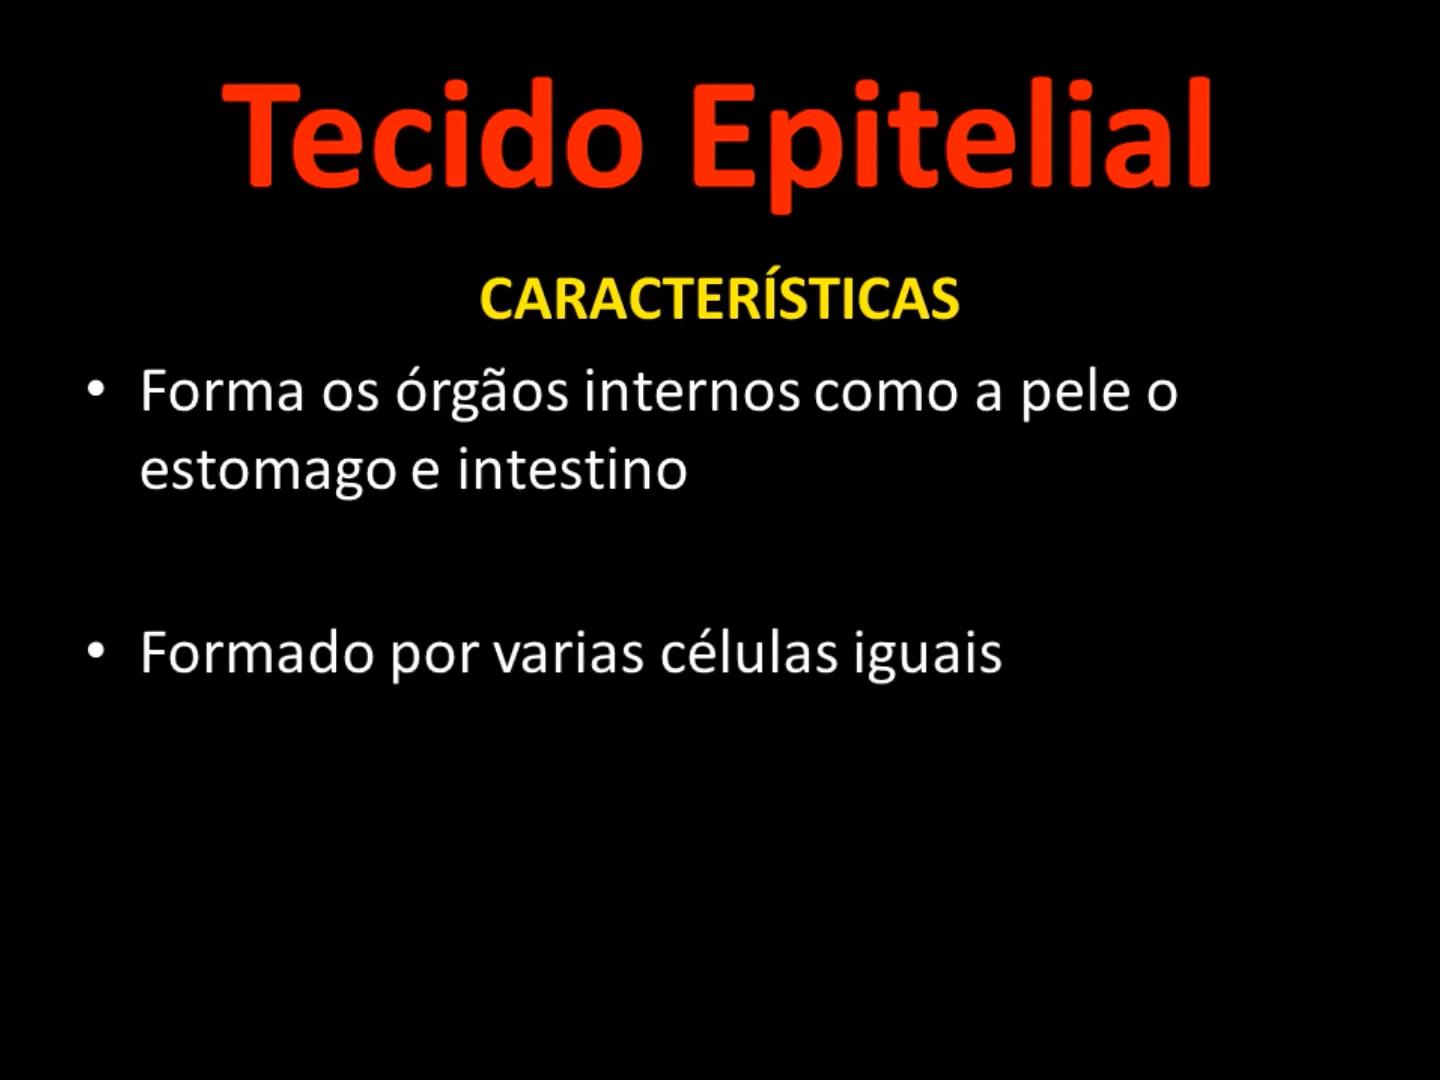 Tecido Epitelial
CARACTERÍSTICAS
• Forma os órgãos internos como a pele o
estomago e intestino
• Formado por varias células iguais